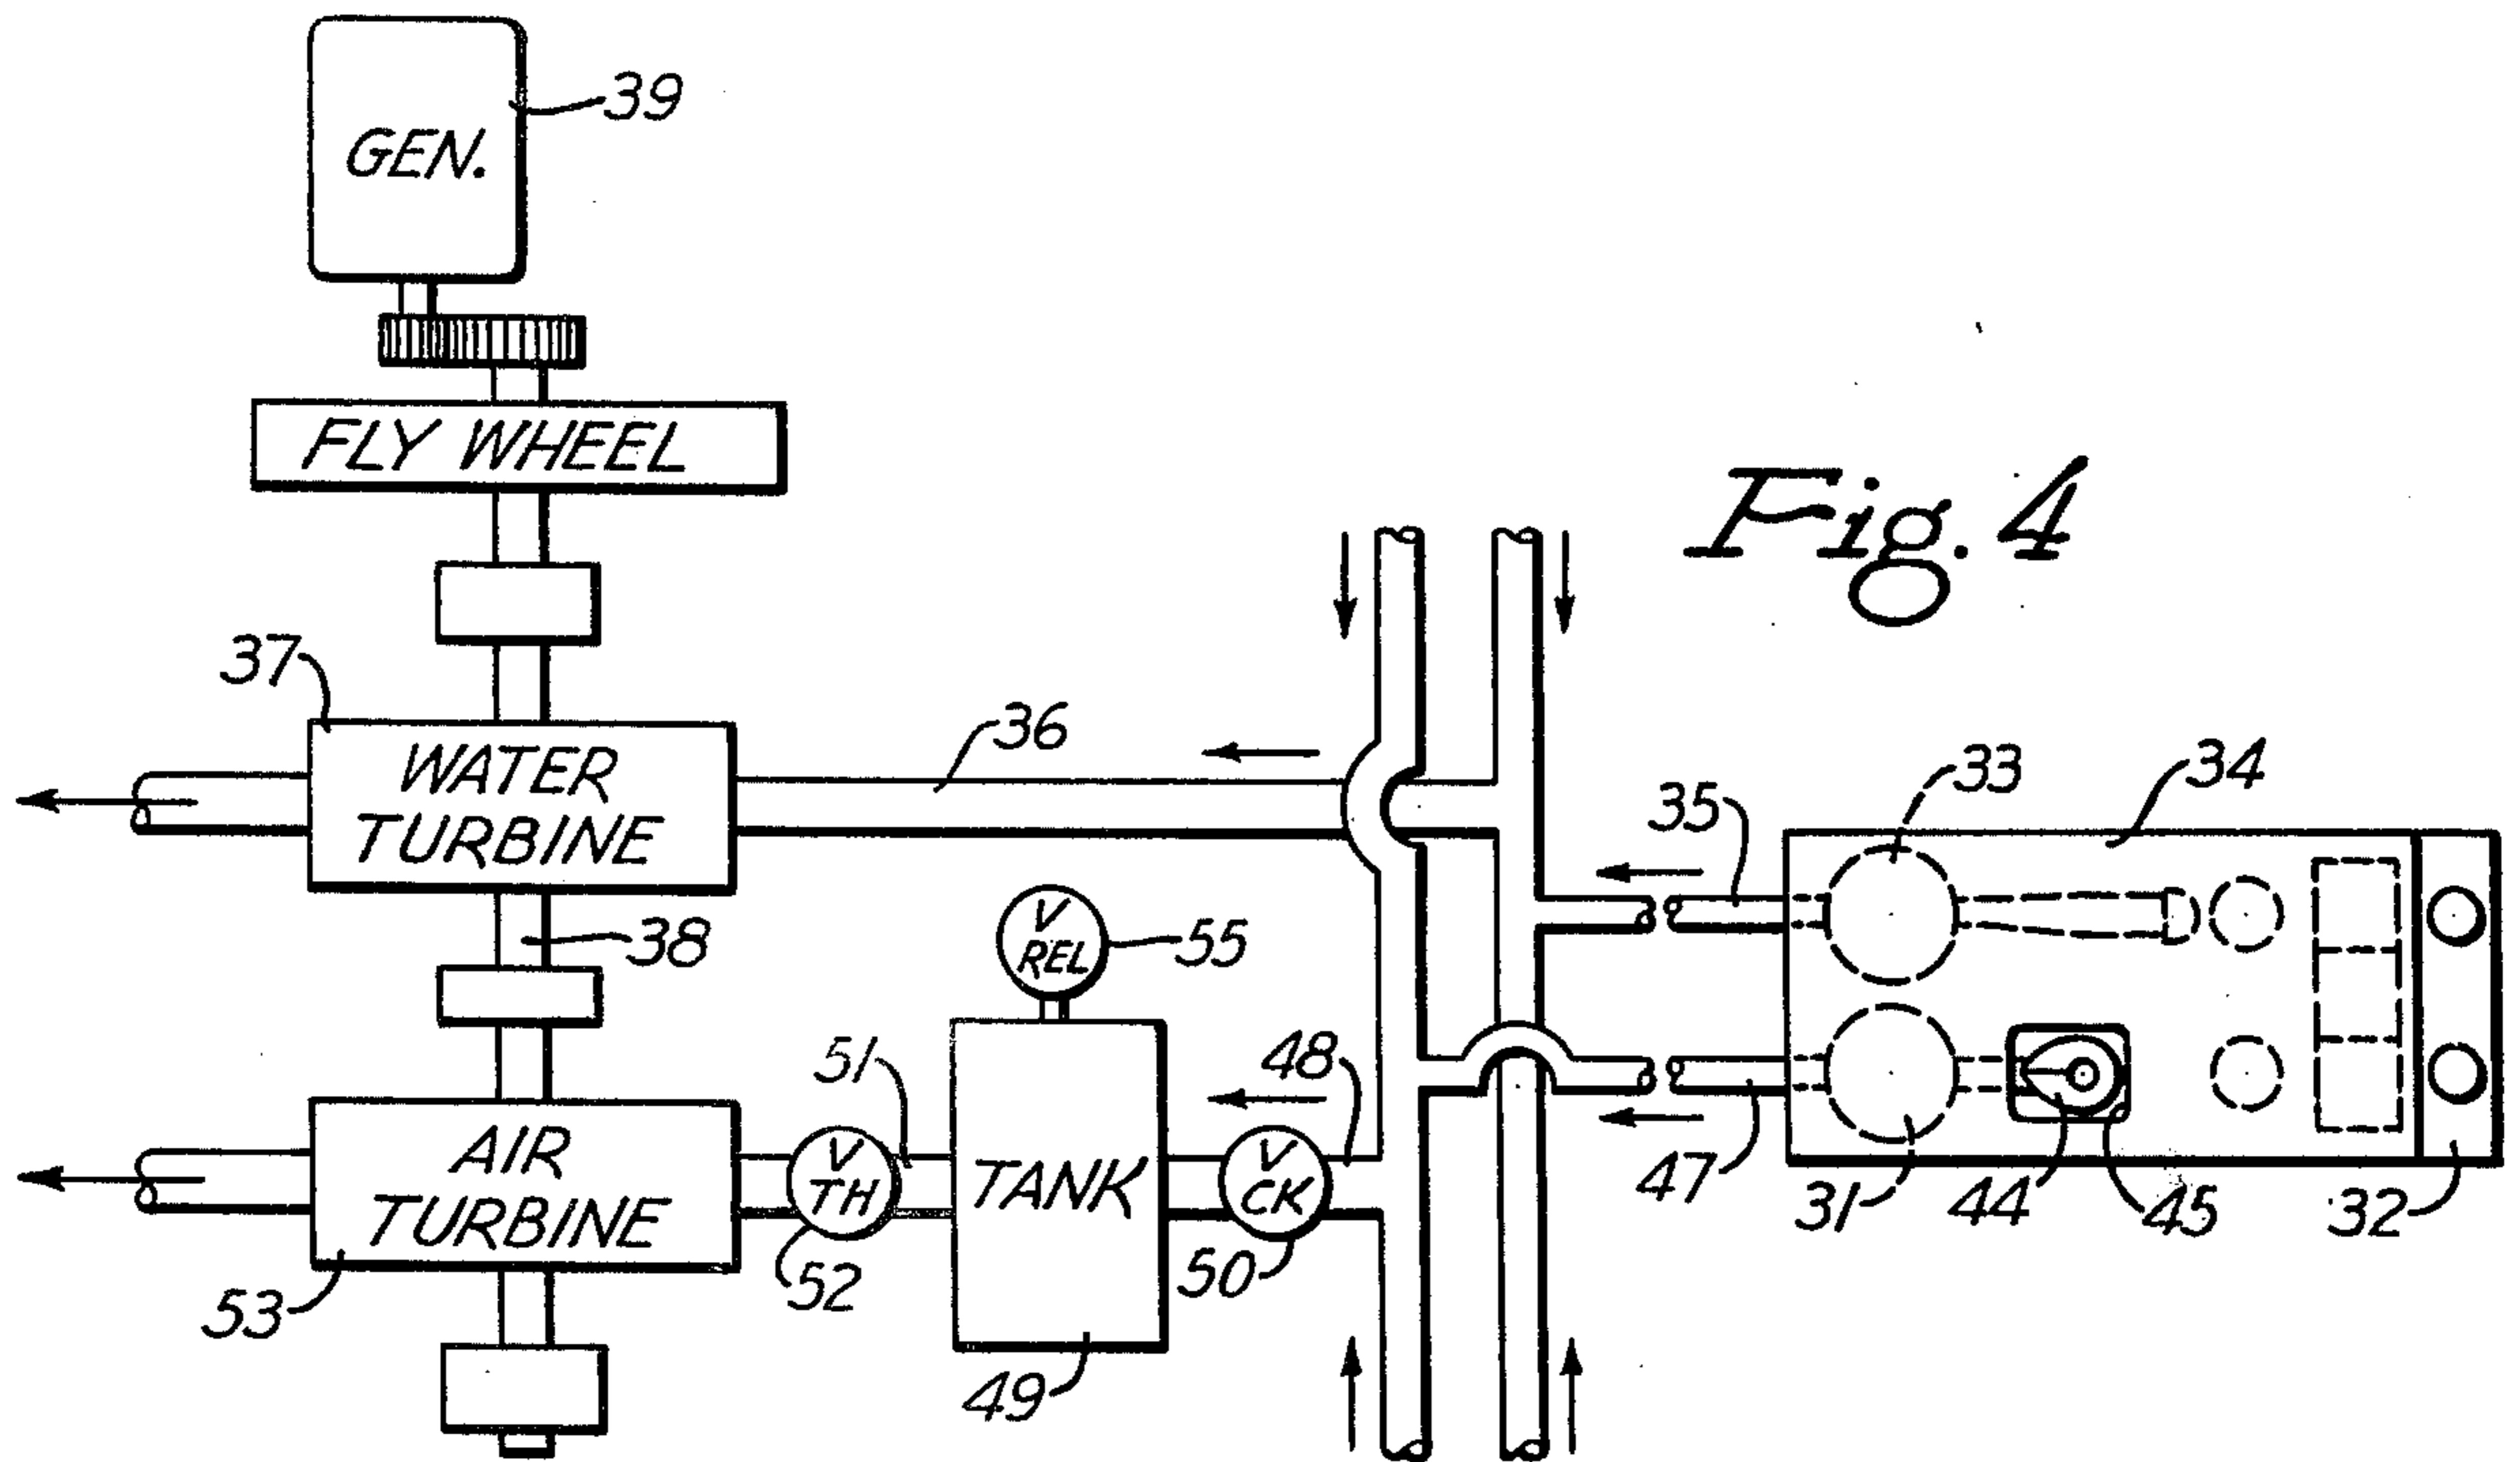 39
GEN.
FLY WHEEL
Fig. 4
37
WATER
TURBINE
36
33
34
35
38
V
REL
55
51
48
AIR
TURBINE
V
TH
TANK
V
CK
47
31
44
45
32
53
52
50
49